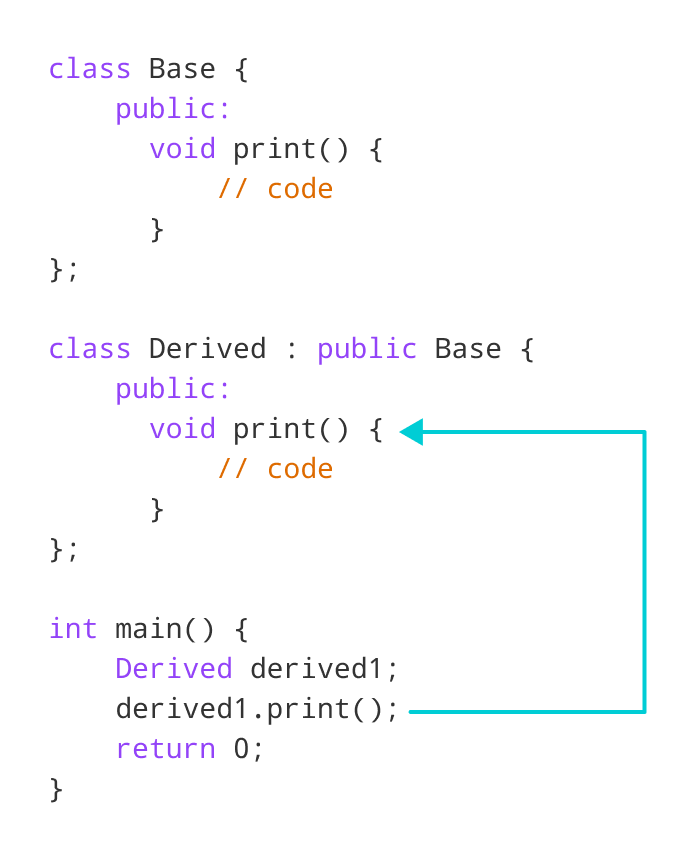 class Base {
    public:
      void print() {
          // code
      }
};

class Derived : public Base {
    public:
      void print() {
          // code
      }
};

int main() {
    Derived derived1;
    derived1.print();
    return 0;
}